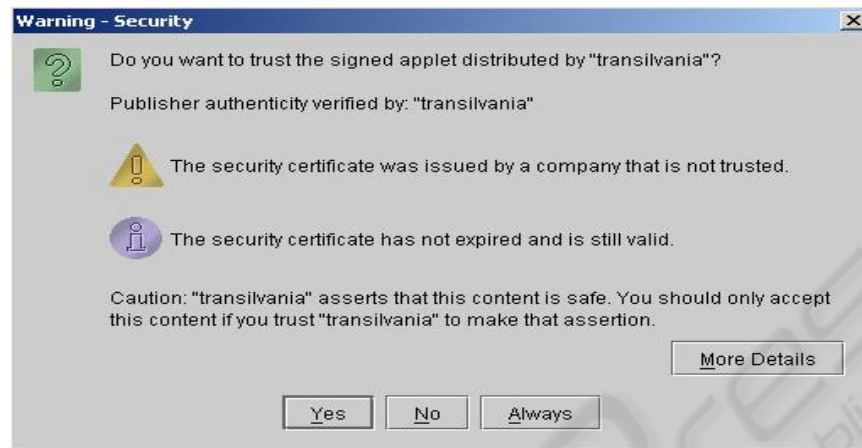 Warning - Security
Do you want to trust the signed applet distributed by "transilvania"?
Publisher authenticity verified by: "transilvania"
The security certificate was issued by a company that is not trusted.
The security certificate has not expired and is still valid.
Caution: "transilvania" asserts that this content is safe. You should only accept
this content if you trust "transilvania" to make that assertion.
More Details
Yes No Always